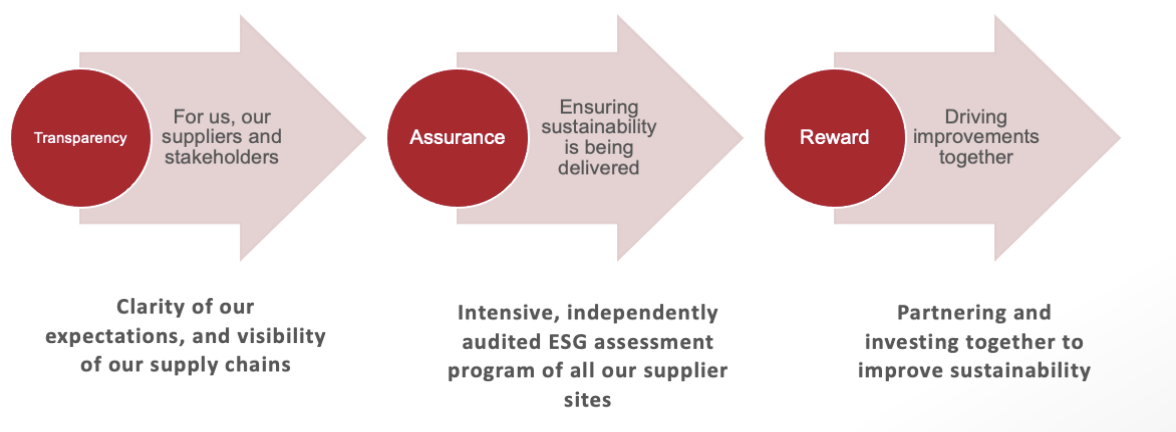 Transparency
For us, our
suppliers and
stakeholders
Assurance
Ensuring
sustainability
is being
delivered
Reward
Driving
improvements
together
Clarity of our
expectations, and visibility
of our supply chains
Intensive, independently
audited ESG assessment
program of all our supplier
sites
Partnering and
investing together to
improve sustainability